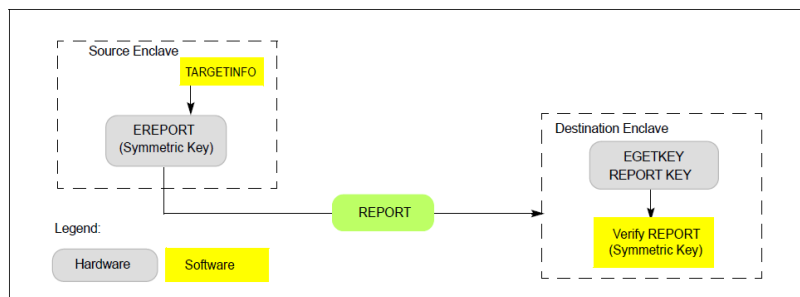 Source Enclave
TARGETINFO
EREPORT
(Symmetric Key)
Destination Enclave
EGETKEY
REPORT KEY
REPORT
Verify REPORT
(Symmetric Key)
Legend:
Hardware
Software